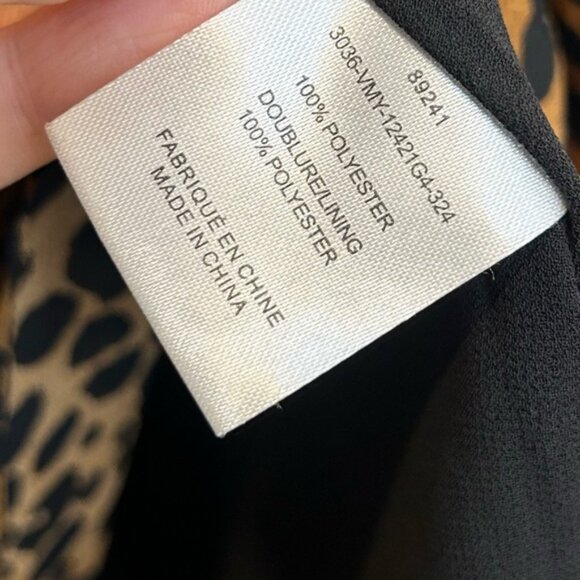 89241
3036-VMY-12421G4-324
100% POLYESTER
DOUBLURE/LINING
100% POLYESTER
FABRIQUÉ EN CHINE
MADE IN CHINA